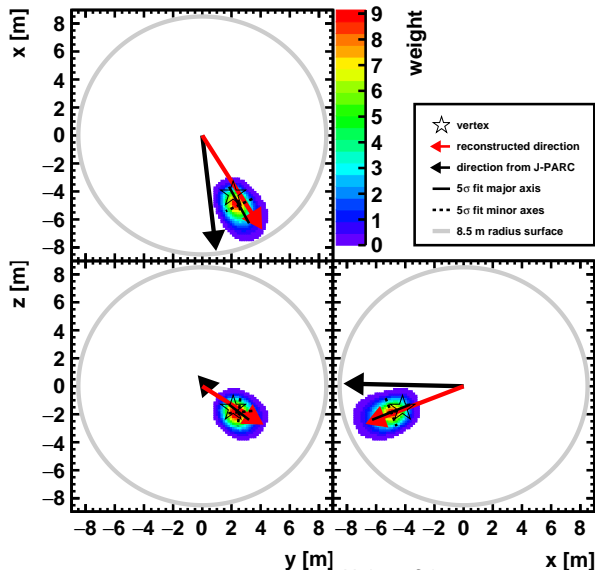 x [m]
8
6
4
2
0
−2
−4
−6
−8
9
8
7
6
5
4
3
2
1
0
weight
vertex
reconstructed direction
direction from J-PARC
5σ fit major axis
5σ fit minor axes
8.5 m radius surface
z [m]
8
6
4
2
0
−2
−4
−6
−8
−8 −6 −4 −2 0 2 4 6 8
−8 −6 −4 −2 0 2 4 6 8
y [m]
x [m]